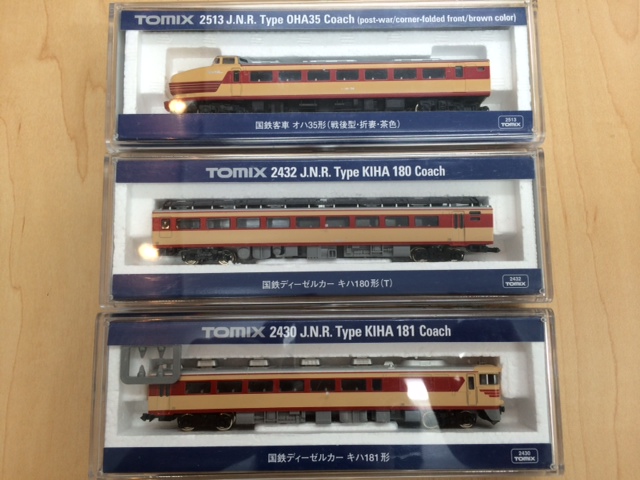 TOMIX 2513 J.N.R. Type OHA35 Coach (post-war/corner-folded front/brown color)
国鉄客車 オハ35形(戦後型・折妻・茶色)
2513
TOMIX
TOMIX 2432 J.N.R. Type KIHA 180 Coach
国鉄ディーゼルカー キハ180形(T)
2432
TOMIX
TOMIX 2430 J.N.R. Type KIHA 181 Coach
国鉄ディーゼルカー キハ181形
2430
TOMIX